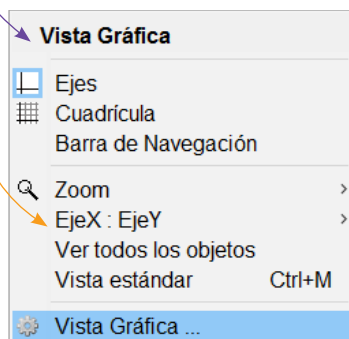 Vista Gráfica
Ejes
Cuadrícula
Barra de Navegación
Zoom
EjeX : EjeY
Ver todos los objetos
Vista estándar Ctrl+M
Vista Gráfica ...